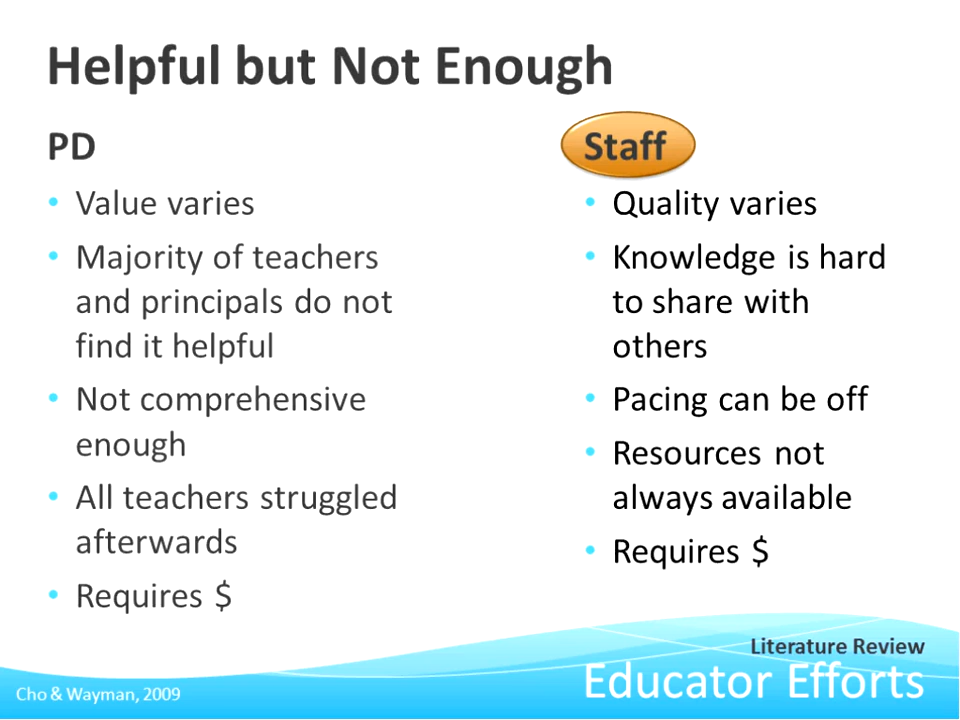 Helpful but Not Enough
PD
• Value varies
• Majority of teachers
and principals do not
find it helpful
• Not comprehensive
enough
• All teachers struggled
afterwards
• Requires $
Staff
• Quality varies
• Knowledge is hard
to share with
others
• Pacing can be off
• Resources not
always available
• Requires $
Literature Review
Educator Efforts
Cho & Wayman, 2009